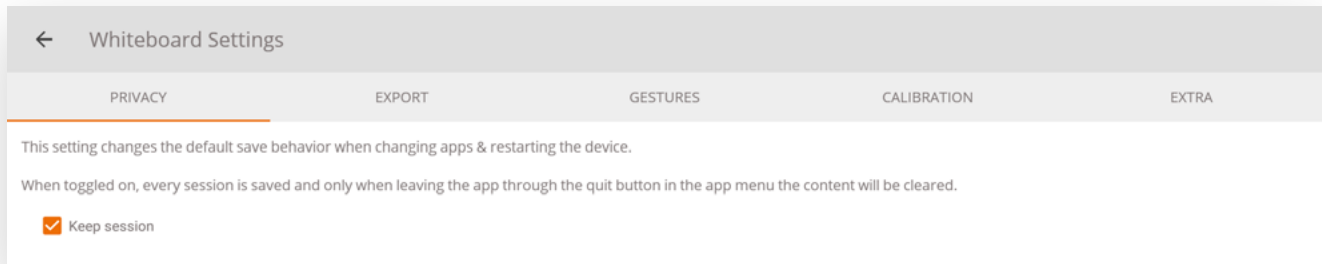 Whiteboard Settings
PRIVACY EXPORT GESTURES CALIBRATION EXTRA
This setting changes the default save behavior when changing apps & restarting the device.
When toggled on, every session is saved and only when leaving the app through the quit button in the app menu the content will be cleared.
Keep session